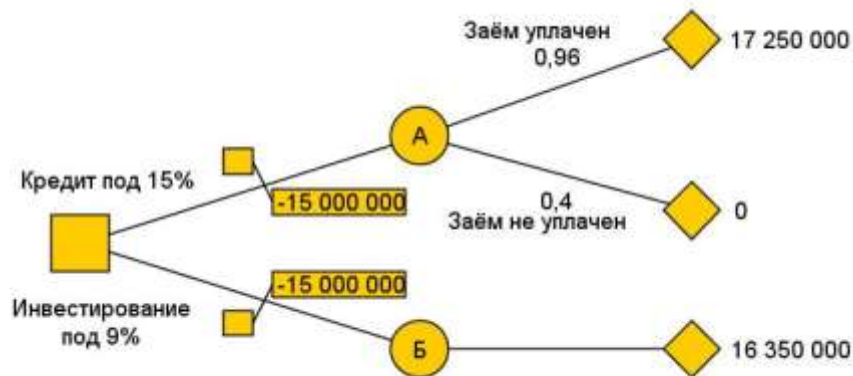 Заём уплачен
0,96
17 250 000
А
Кредит под 15%
-15 000 000
0,4
Заём не уплачен
0
-15 000 000
Инвестирование
под 9%
Б
16 350 000